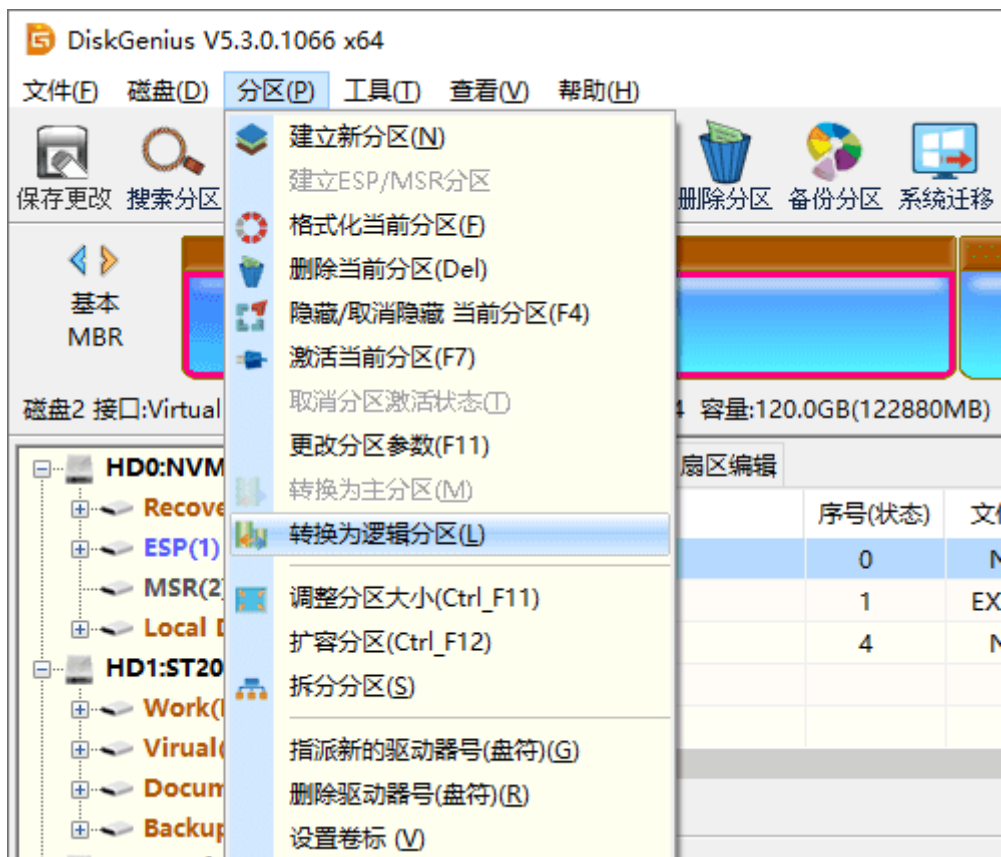 DiskGenius V5.3.0.1066 x64
文件(F) 磁盘(D) 分区(P) 工具(T) 查看(V) 帮助(H)
保存更改 搜索分区 删除分区 备份分区 系统迁移
建立新分区(N)
建立ESP/MSR分区
格式化当前分区(F)
删除当前分区(Del)
隐藏/取消隐藏 当前分区(F4)
激活当前分区(F7)
取消分区激活状态(T)
更改分区参数(F11)
转换为主分区(M)
转换为逻辑分区(L)
调整分区大小(Ctrl_F11)
扩容分区(Ctrl_F12)
拆分分区(S)
指派新的驱动器号(盘符)(G)
删除驱动器号(盘符)(R)
设置卷标 (V)
基本
MBR
磁盘2 接口:Virtual
4 容量:120.0GB(122880MB)
HD0:NVM
Recove
ESP(1)
MSR(2)
Local D
HD1:ST20
Work(
Virual(
Docum
Backup
扇区编辑
序号(状态) 文件
0 N
1 EX
4 N